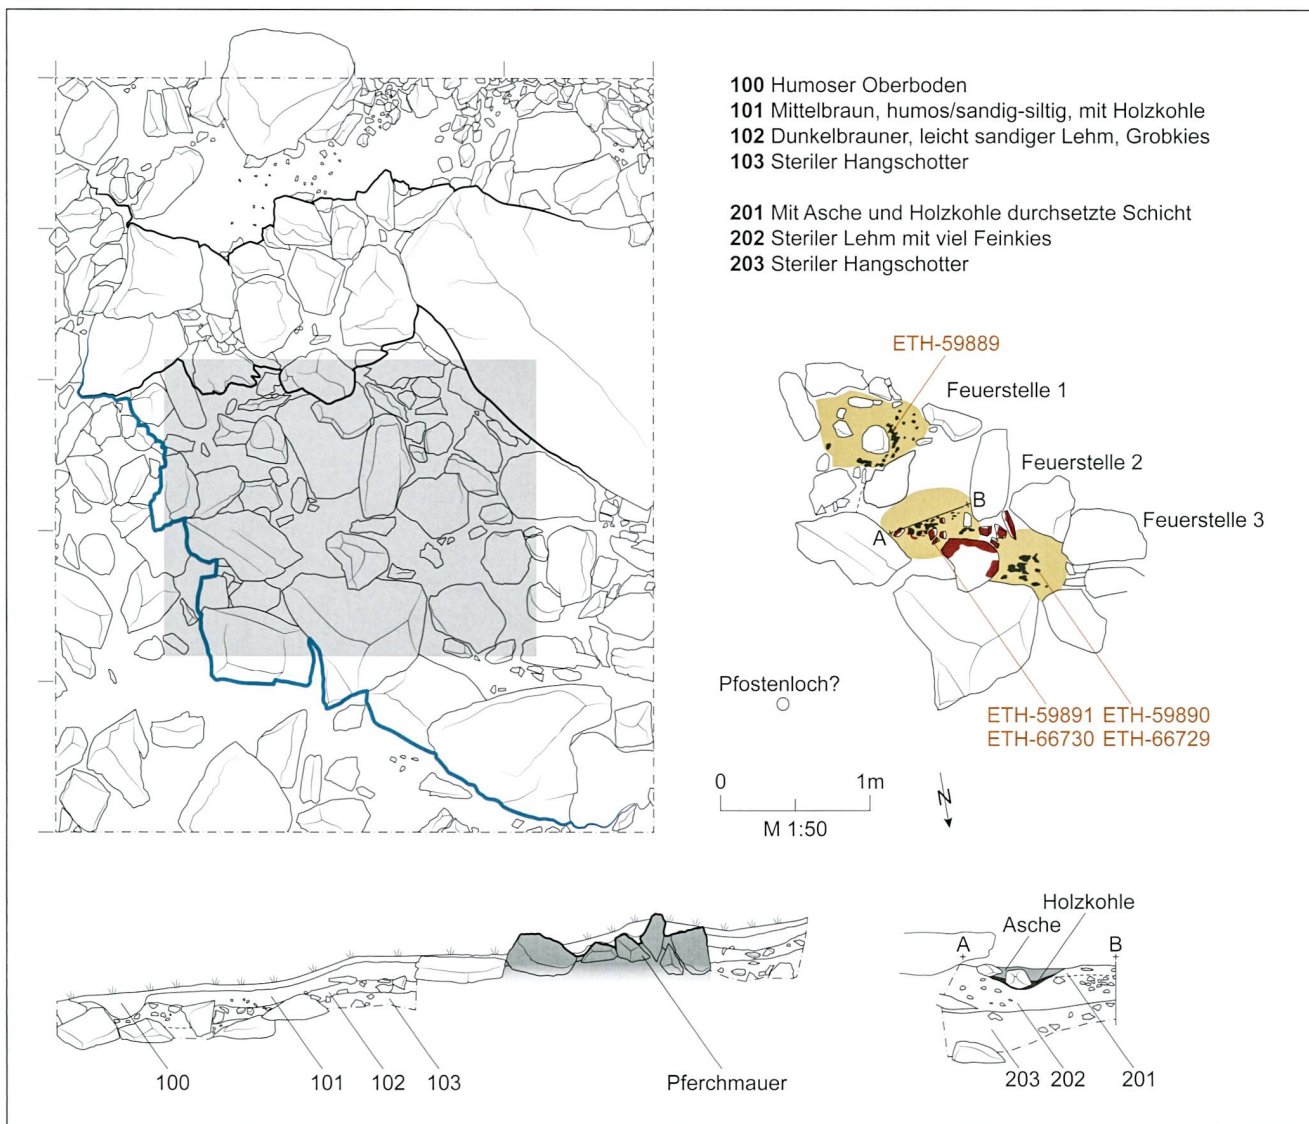 100 Humoser Oberboden
101 Mittelbraun, humos/sandig-siltig, mit Holzkohle
102 Dunkelbrauner, leicht sandiger Lehm, Grobkies
103 Steriler Hangschotter
201 Mit Asche und Holzkohle durchsetzte Schicht
202 Steriler Lehm mit viel Feinkies
203 Steriler Hangschotter
ETH-59889
Feuerstelle 1
Feuerstelle 2
B
Feuerstelle 3
A
Pfostenloch?
ETH-59891 ETH-59890
ETH-66730 ETH-66729
0 1m
M 1:50
N
Holzkohle
Asche
A B
100 101 102 103 Pferchmauer 203 202 201